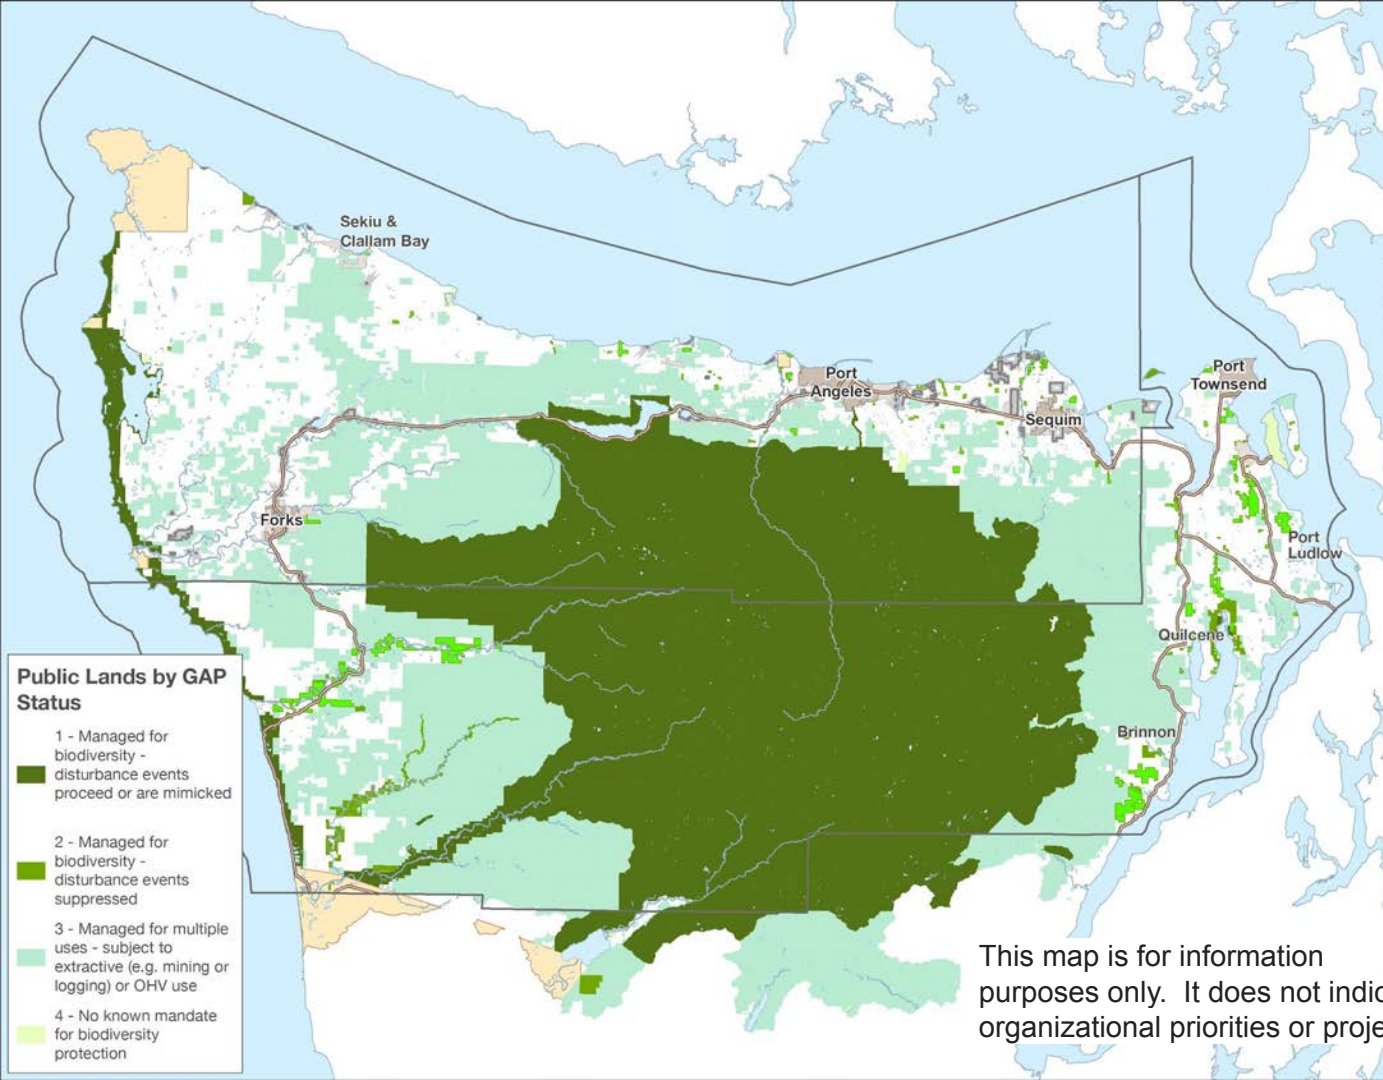 Sekiu &
Clallam Bay
Port
Angeles
Sequim
Port
Townsend
Forks
Port
Ludlow
Quilcene
Brinnon
Public Lands by GAP
Status
1 - Managed for
biodiversity -
disturbance events
proceed or are mimicked
2 - Managed for
biodiversity -
disturbance events
suppressed
3 - Managed for multiple
uses - subject to
extractive (e.g. mining or
logging) or OHV use
4 - No known mandate
for biodiversity
protection
This map is for information
purposes only. It does not indic
organizational priorities or proje